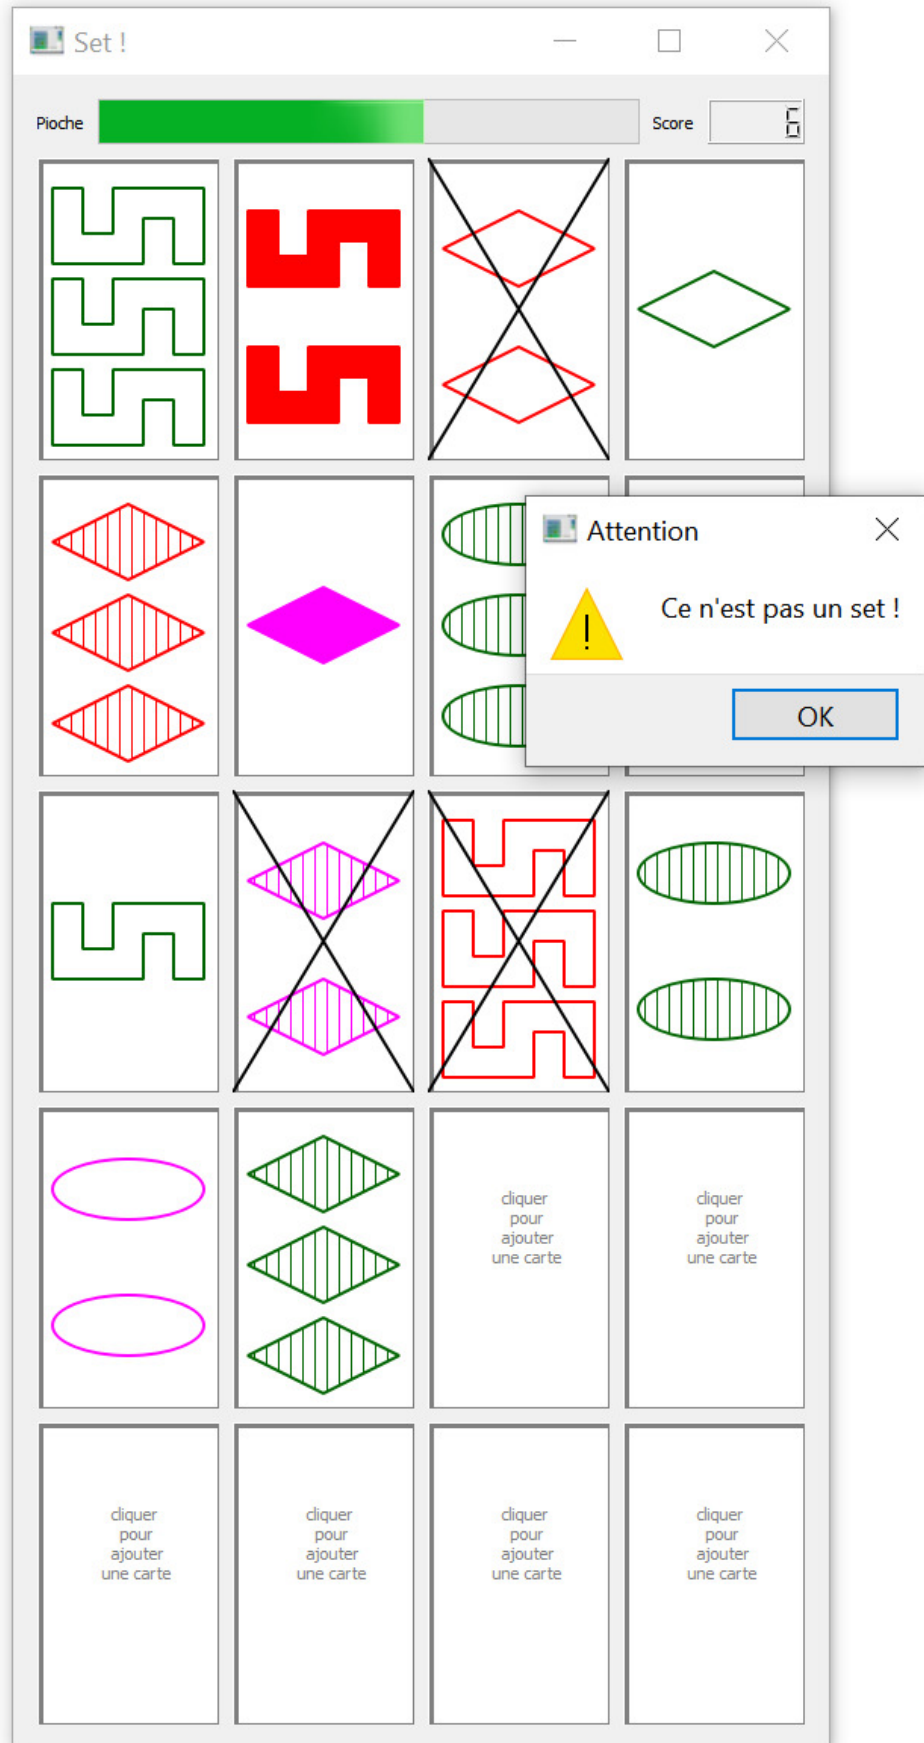 Set !
Pioche
Score
6
Attention
Ce n'est pas un set !
OK
cliquer
pour
ajouter
une carte
cliquer
pour
ajouter
une carte
cliquer
pour
ajouter
une carte
cliquer
pour
ajouter
une carte
cliquer
pour
ajouter
une carte
cliquer
pour
ajouter
une carte